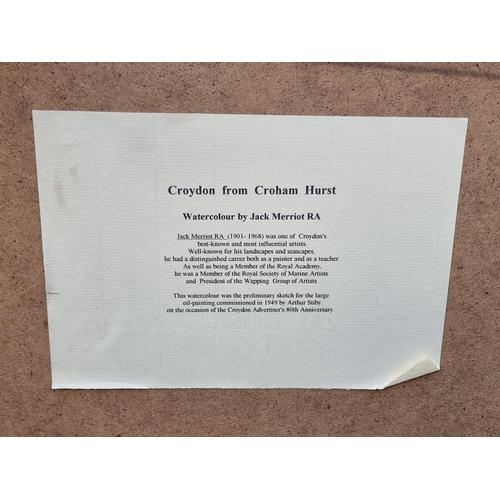 Croydon from Croham Hurst
Watercolour by Jack Merriot RA
Jack Merriot RA (1901- 1968) was one of Croydon's
best-known and most influential artists.
Well-known for his landscapes and seascapes,
he had a distinguished career both as a painter and as a teacher.
As well as being a Member of the Royal Academy,
he was a Member of the Royal Society of Marine Artists
and President of the Wapping Group of Artists.
This watercolour was the preliminary sketch for the large
oil-painting commissioned in 1949 by Arthur Stiby
on the occasion of the Croydon Advertiser's 80th Anniversary.